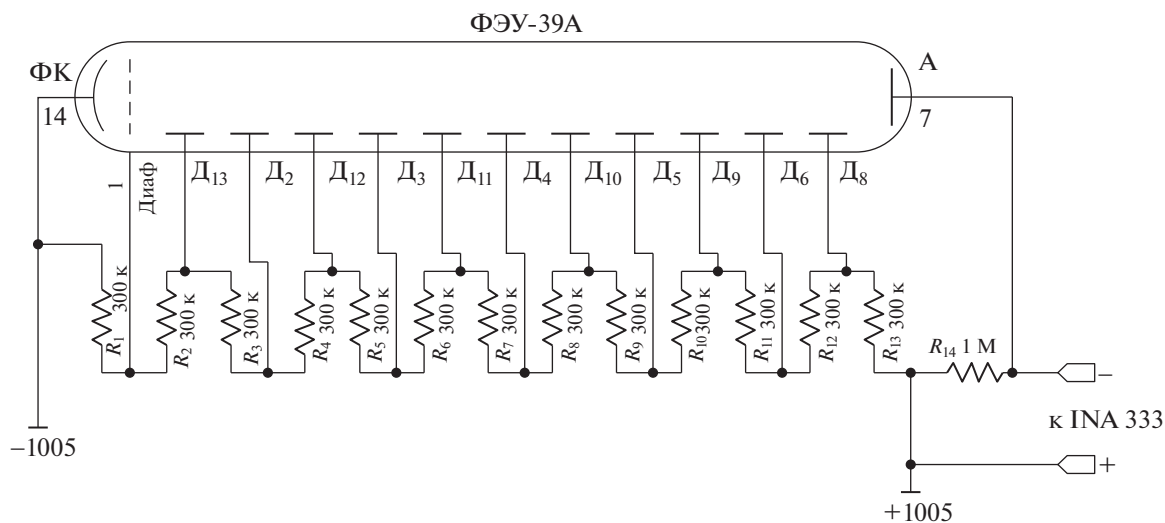 ФЭУ-39А
ФК
А
14
7
1
Диаф
Д13
Д2
Д12
Д3
Д11
Д4
Д10
Д5
Д9
Д6
Д8
R1 300 к
R2 300 к
R3 300 к
R4 300 к
R5 300 к
R6 300 к
R7 300 к
R8 300 к
R9 300 к
R10 300 к
R11 300 к
R12 300 к
R13 300 к
R14 1 М
–
к INA 333
+
–1005
+1005